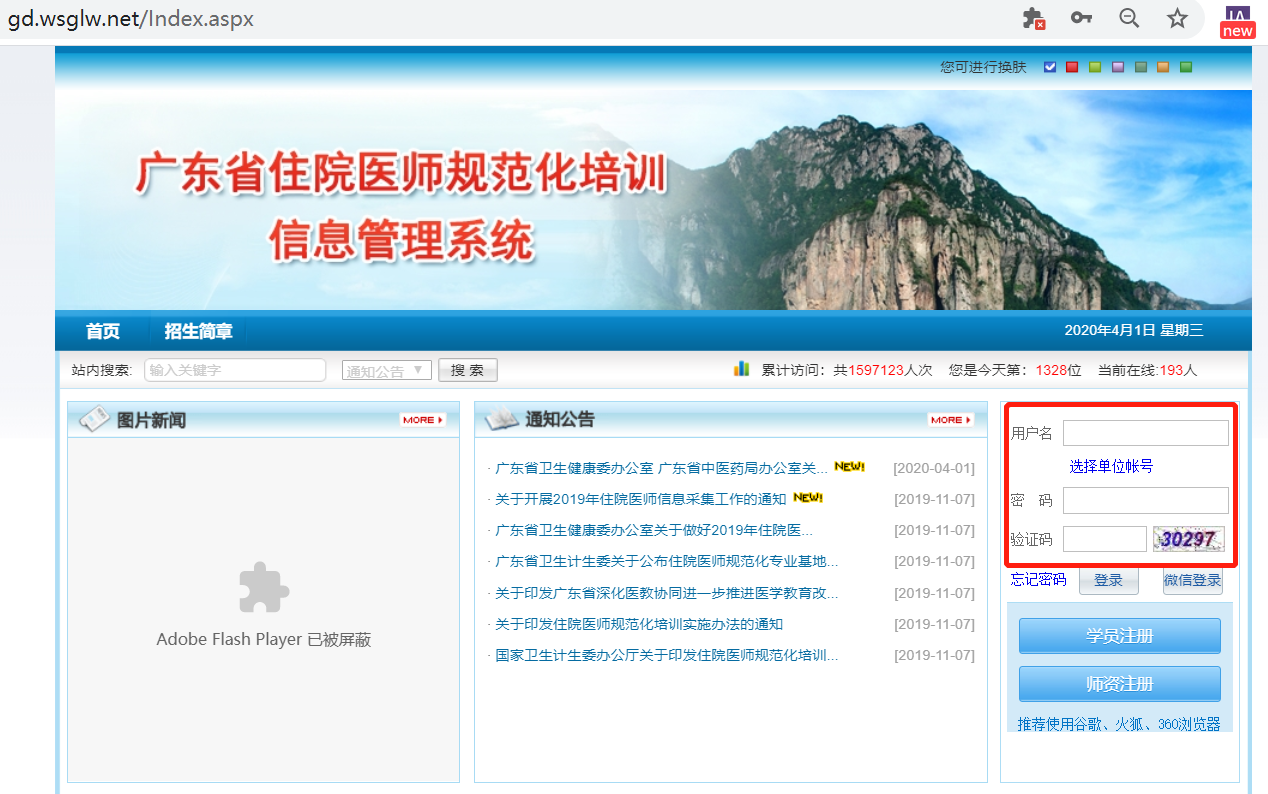 gd.wsglw.net/Index.aspx
new
您可进行换肤
广东省住院医师规范化培训
信息管理系统
首页 招生简章 2020年4月1日 星期三
站内搜索: 输入关键字 通知公告 搜 索 累计访问：共1597123人次 您是今天第：1328位 当前在线:193人
图片新闻 MORE
Adobe Flash Player 已被屏蔽
通知公告 MORE
· 广东省卫生健康委办公室 广东省中医药局办公室关... NEW! [2020-04-01]
· 关于开展2019年住院医师信息采集工作的通知 NEW! [2019-11-07]
· 广东省卫生健康委办公室关于做好2019年住院医... [2019-11-07]
· 广东省卫生计生委关于公布住院医师规范化专业基地... [2019-11-07]
· 关于印发广东省深化医教协同进一步推进医学教育改... [2019-11-07]
· 关于印发住院医师规范化培训实施办法的通知 [2019-11-07]
· 国家卫生计生委办公厅关于印发住院医师规范化培训... [2019-11-07]
用户名
选择单位帐号
密 码
验证码 30297
忘记密码 登录 微信登录
学员注册
师资注册
推荐使用谷歌、火狐、360浏览器